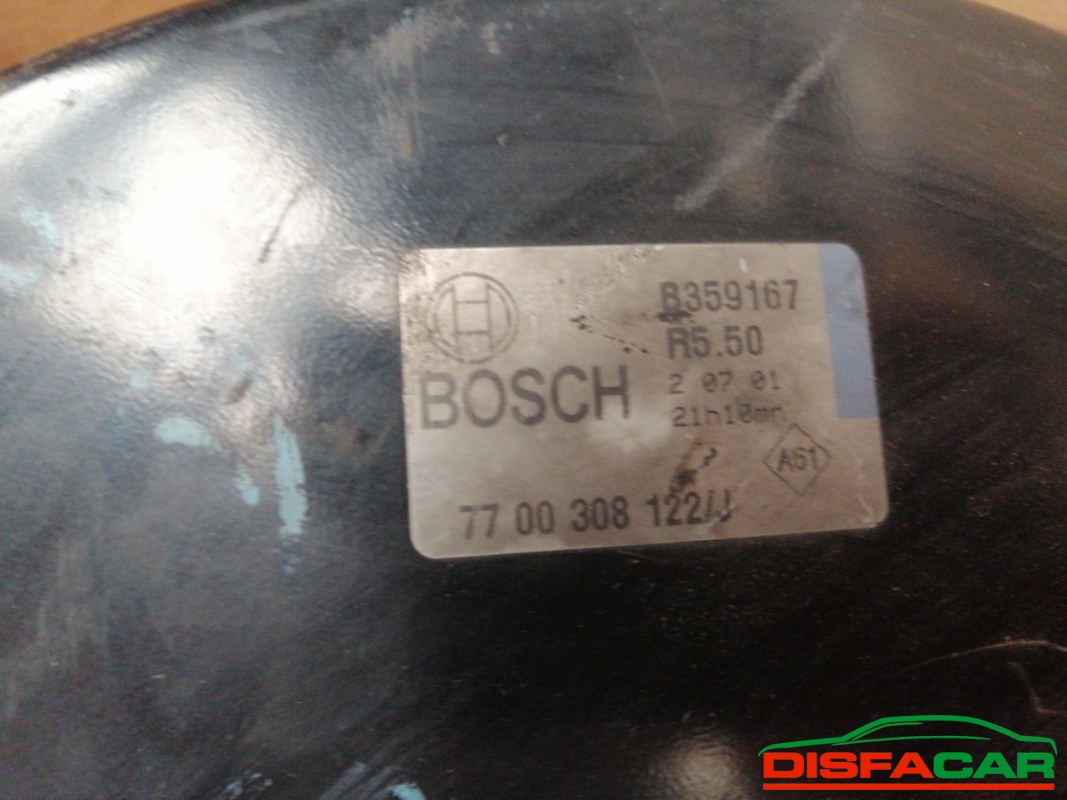 B359167
R5.50
BOSCH
2 07 01
21h10mn
A61
77 00 308 122/J
DISFACAR